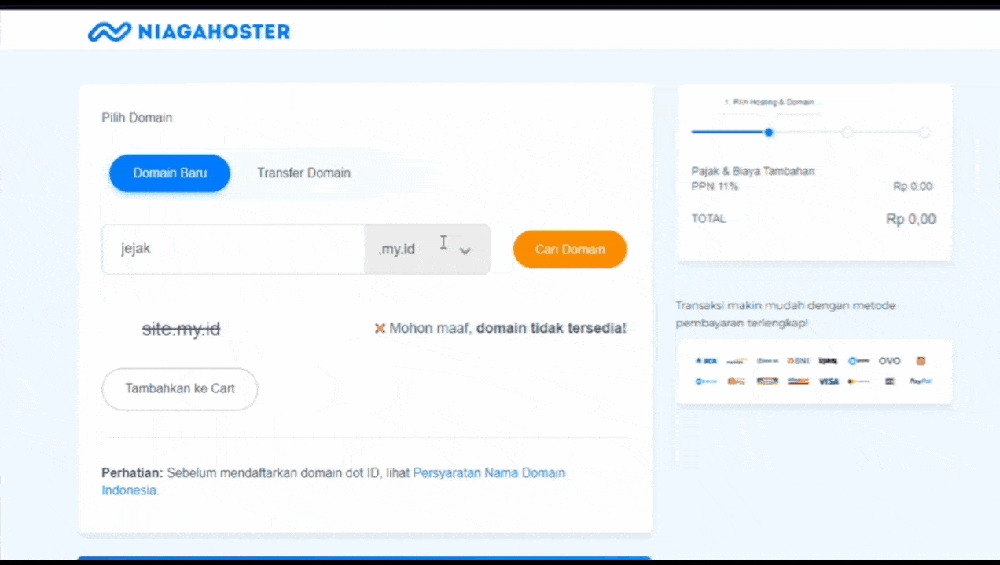 NIAGAHOSTER
Pilih Domain
Domain Baru
Transfer Domain
jejak
.my.id
Cari Domain
site.my.id
Mohon maaf, domain tidak tersedia!
Tambahkan ke Cart
Perhatian: Sebelum mendaftarkan domain dot ID, lihat Persyaratan Nama Domain
Indonesia.
1. Pilih Hosting & Domain
Pajak & Biaya Tambahan
PPN 11% Rp 0,00
TOTAL Rp 0,00
Transaksi makin mudah dengan metode
pembayaran terlengkap!
BCA BNI QRIS OVO
VISA PayPal